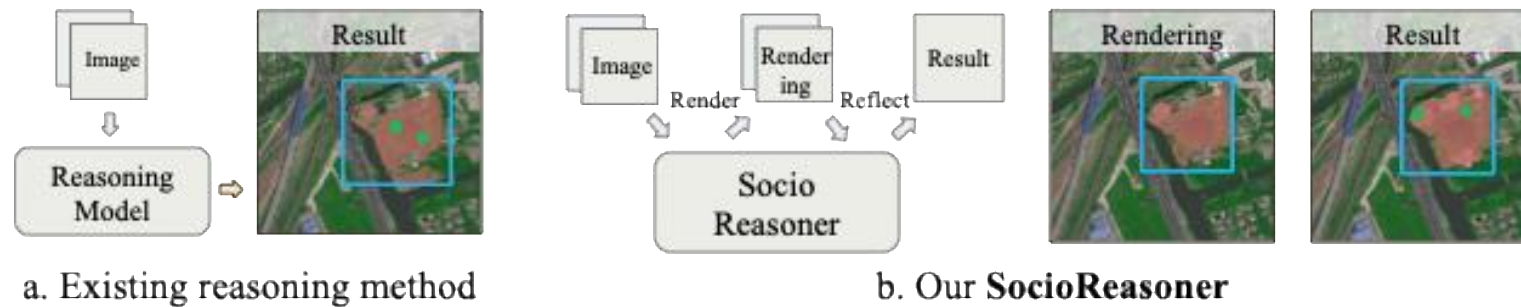 Image
Reasoning
Model
Result
a. Existing reasoning method
Image
Render
Render
ing
Reflect
Result
Socio
Reasoner
Rendering
Result
b. Our SocioReasoner